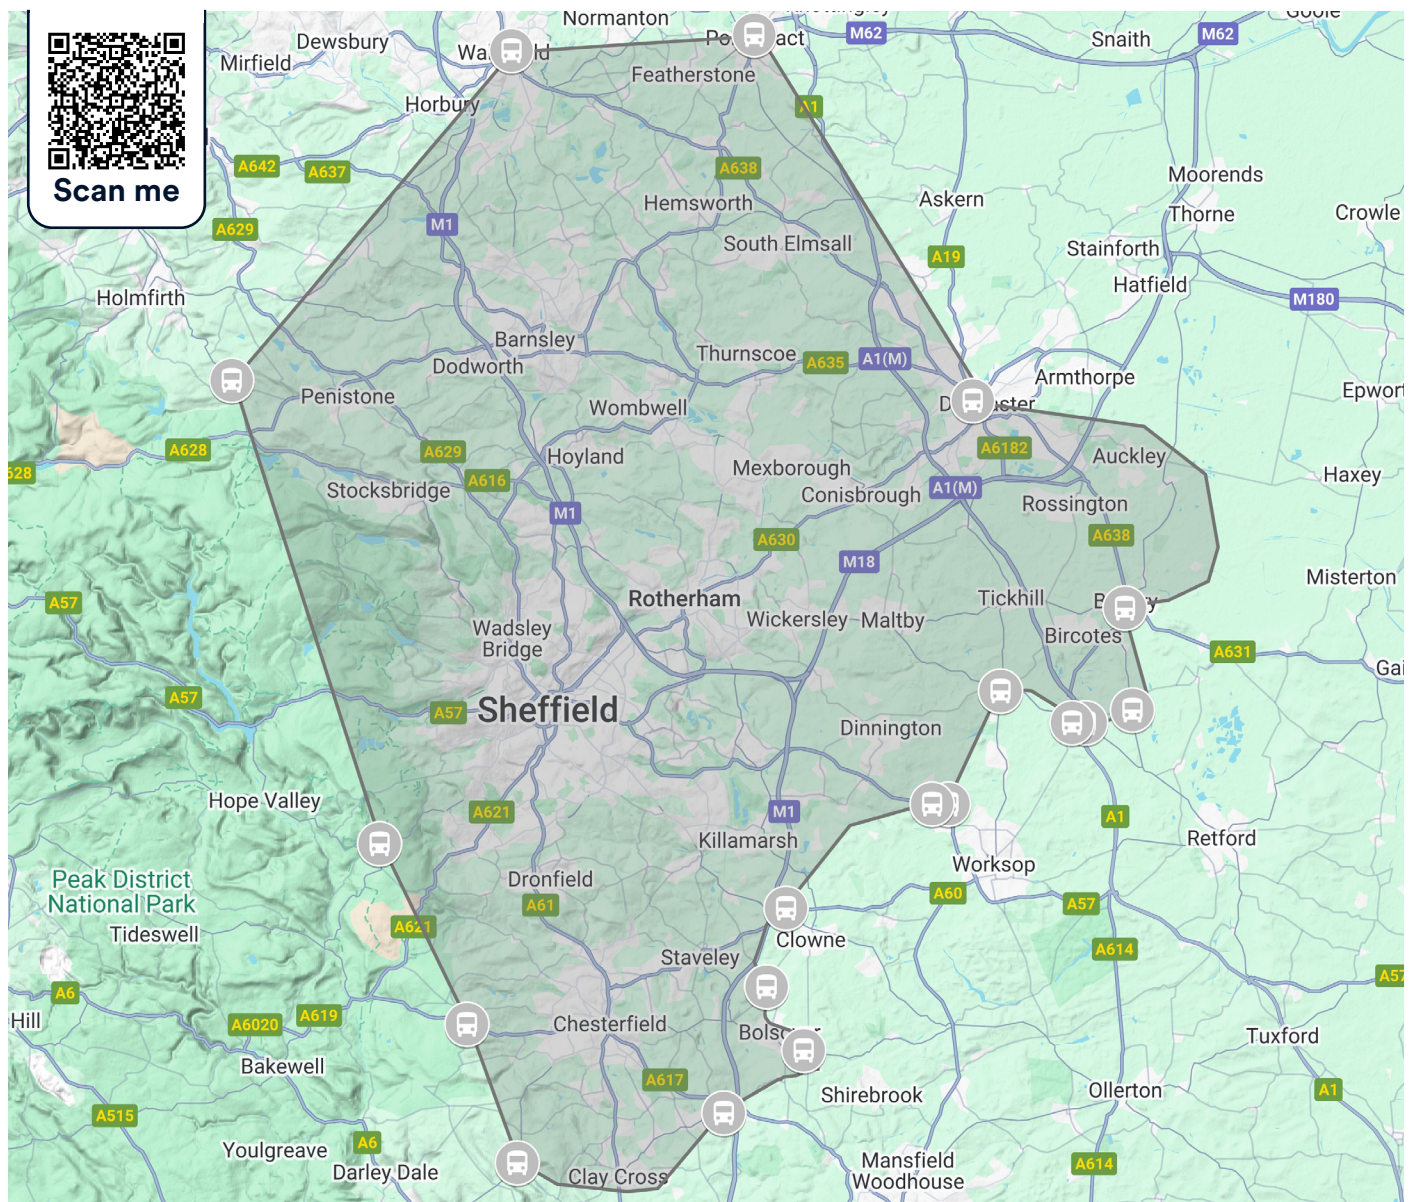 Normanton
Dewsbury
M62
M62
Snaith
Mirfield
Featherstone
Horbury
A1
Scan me
A642
A637
A638
Moorends
Hemsworth
Askern
Thorne
Crowle
A629
M1
South Elmsall
Stainforth
A19
Hatfield
Holmfirth
M180
Barnsley
Thurnscoe
A635
A1(M)
Dodworth
Armthorpe
Penistone
Wombwell
A628
A629
Hoyland
A6182
Auckley
Mexborough
A616
Stocksbridge
Conisbrough
A1(M)
Haxey
Rossington
M1
A630
A638
M18
Misterton
A57
Rotherham
Tickhill
Wickersley
Maltby
Wadsley
Bridge
Bircotes
A631
A57
A57
Sheffield
Dinnington
Hope Valley
A621
M1
A1
Killamarsh
Retford
Worksop
Peak District
National Park
Dronfield
A61
A60
A57
Tideswell
A621
Clowne
A614
Staveley
A57
A6
Hill
A6020
A619
Chesterfield
Tuxford
Bakewell
A617
Shirebrook
Ollerton
A1
A515
Youlgreave
A6
Darley Dale
Clay Cross
Mansfield
Woodhouse
A614